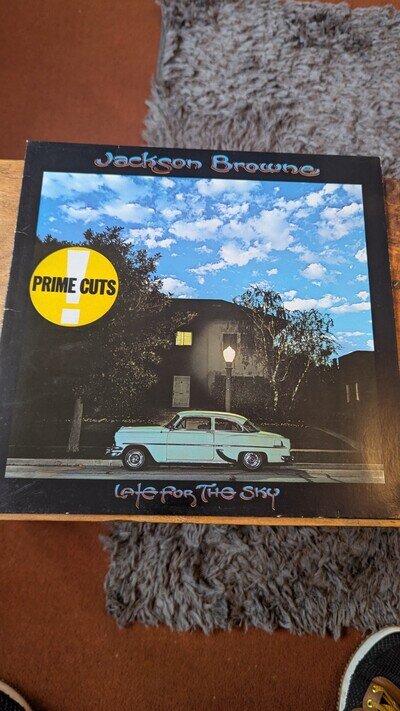 Jackson Browne
!
PRIME CUTS
Late for The Sky